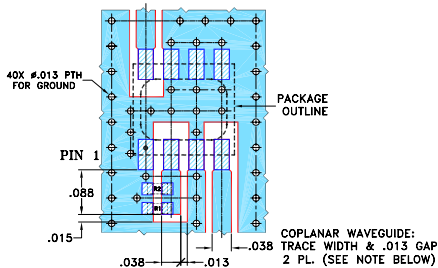 40X ø.013 PTH
FOR GROUND
PACKAGE
OUTLINE
PIN 1
.088
R2
R1
.015
.038
.013
.038
COPLANAR WAVEGUIDE:
TRACE WIDTH & .013 GAP
2 PL. (SEE NOTE BELOW)